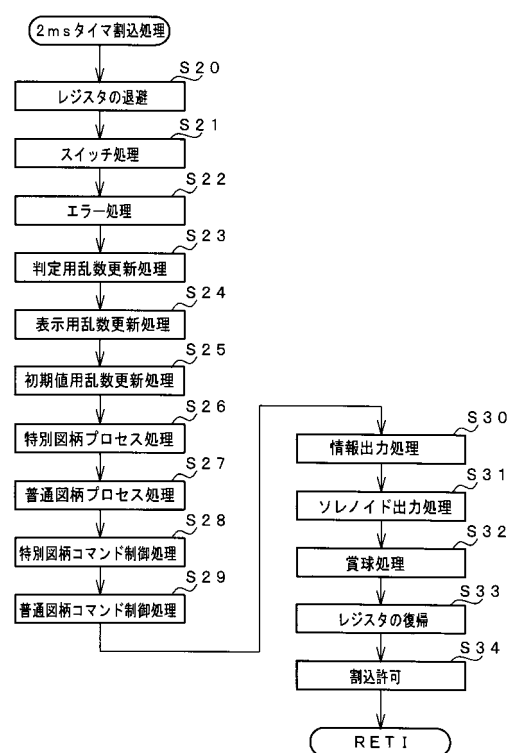 2msタイマ割込処理
S20
レジスタの退避
S21
スイッチ処理
S22
エラー処理
S23
判定用乱数更新処理
S24
表示用乱数更新処理
S25
初期値用乱数更新処理
S26
特別図柄プロセス処理
S27
普通図柄プロセス処理
S28
特別図柄コマンド制御処理
S29
普通図柄コマンド制御処理
S30
情報出力処理
S31
ソレノイド出力処理
S32
賞球処理
S33
レジスタの復帰
S34
割込許可
RETI